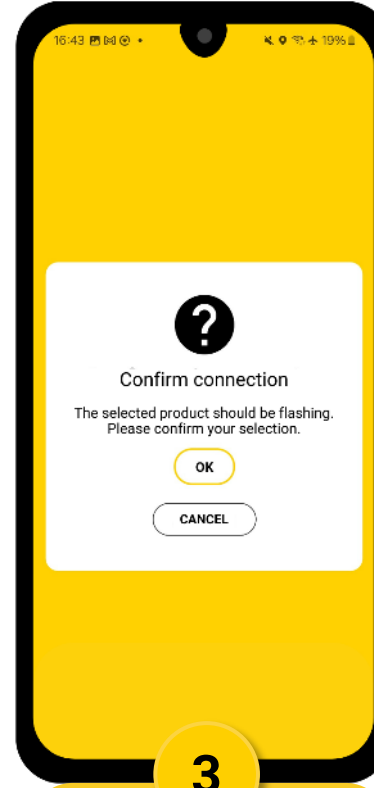 16:43
19%
Confirm connection
The selected product should be flashing.
Please confirm your selection.
OK
CANCEL
3